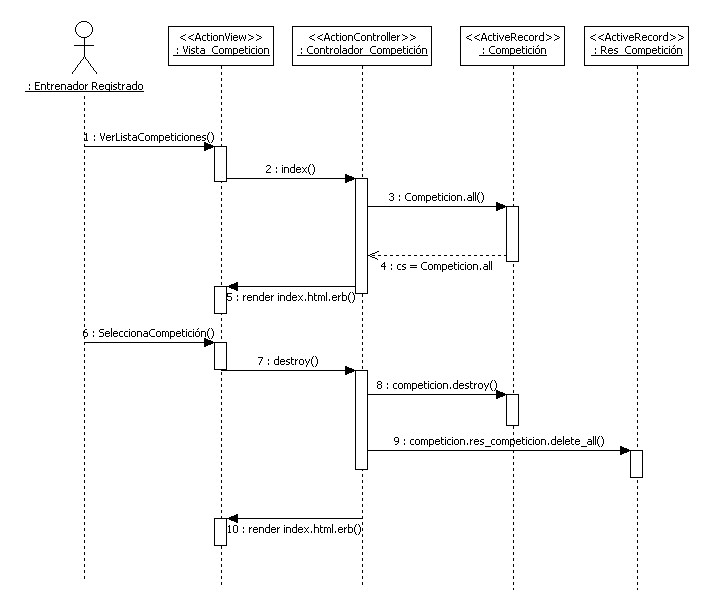 <<ActionView>>
: Vista_Competicion
<<ActionController>>
: Controlador_Competición
<<ActiveRecord>>
: Competición
<<ActiveRecord>>
: Res_Competición
: Entrenador Registrado
1 : VerListaCompeticiones()
2 : index()
3 : Competicion.all()
4 : cs = Competicion.all
5 : render index.html.erb()
6 : SeleccionaCompetición()
7 : destroy()
8 : competicion.destroy()
9 : competicion.res_competicion.delete_all()
10 : render index.html.erb()